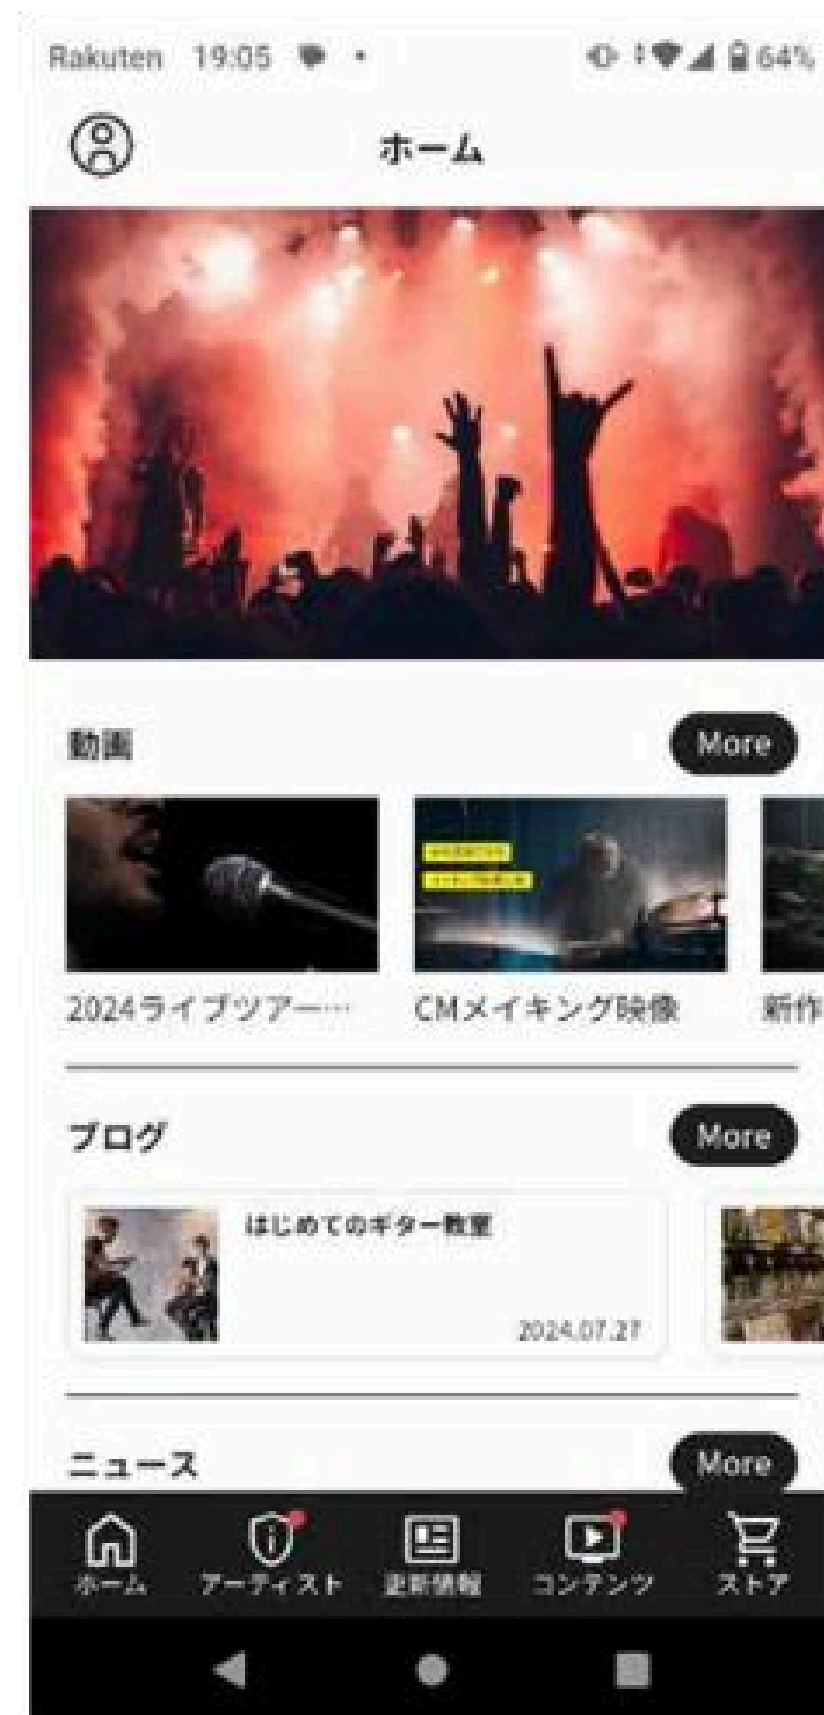 Rakuten 19:05 64%
ホーム
動画 More
2024ライブツアー… CMメイキング映像 新作
ブログ More
はじめてのギター教室
2024.07.27
ニュース More
ホーム アーティスト 更新情報 コンテンツ ストア